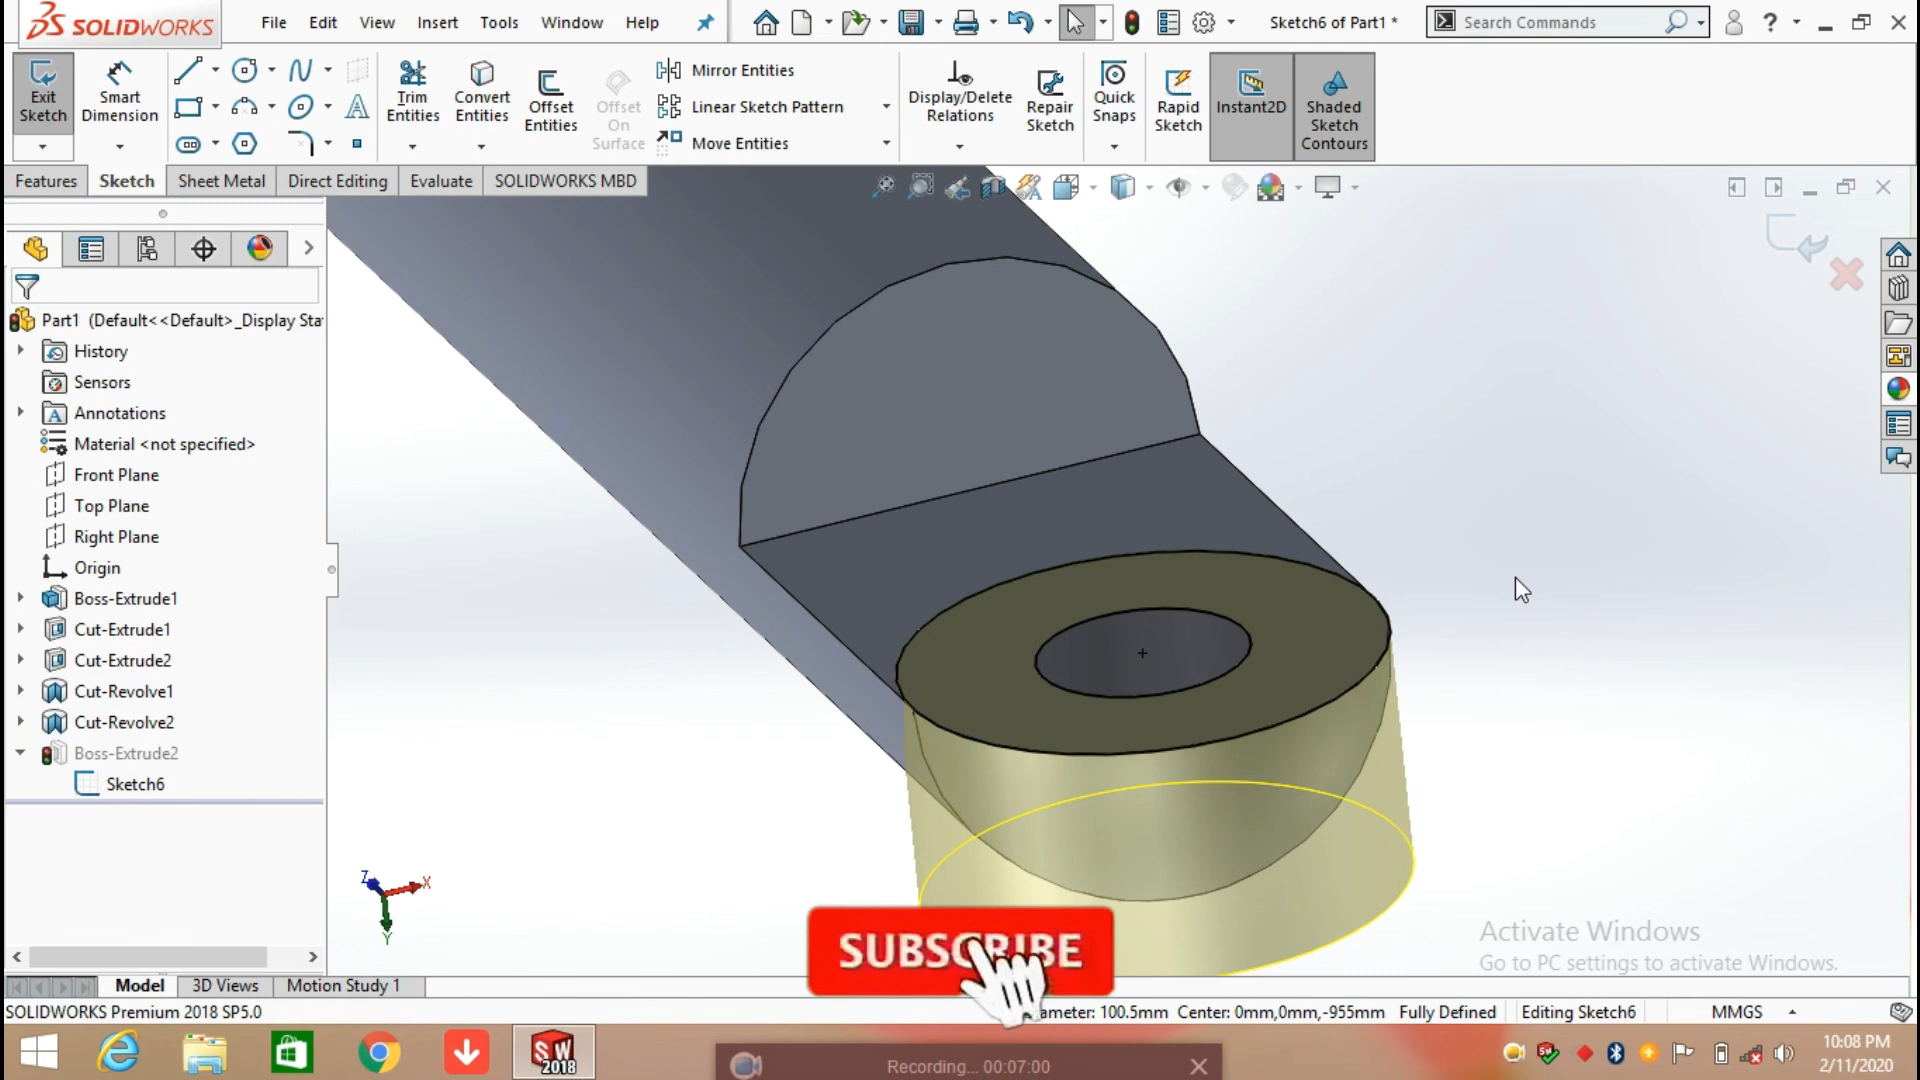 SOLIDWORKS
File
Edit
View
Insert
Tools
Window
Help
Sketch6 of Part1 *
Search Commands
?
Exit
Sketch
Smart
Dimension
Trim
Entities
Convert
Entities
Offset
Entities
Offset
On
Surface
Mirror Entities
Linear Sketch Pattern
Move Entities
Display/Delete
Relations
Repair
Sketch
Quick
Snaps
Rapid
Sketch
Instant2D
Shaded
Sketch
Contours
Features
Sketch
Sheet Metal
Direct Editing
Evaluate
SOLIDWORKS MBD
Part1 (Default<<Default>_Display Sta
History
Sensors
Annotations
Material <not specified>
Front Plane
Top Plane
Right Plane
Origin
Boss-Extrude1
Cut-Extrude1
Cut-Extrude2
Cut-Revolve1
Cut-Revolve2
Boss-Extrude2
Sketch6
Z
X
Y
SUBSCRIBE
Activate Windows
Go to PC settings to activate Windows.
Model
3D Views
Motion Study 1
SOLIDWORKS Premium 2018 SP5.0
ameter: 100.5mm Center: 0mm,0mm,-955mm
Fully Defined
Editing Sketch6
MMGS
SW
2018
Recording... 00:07:00
10:08 PM
2/11/2020